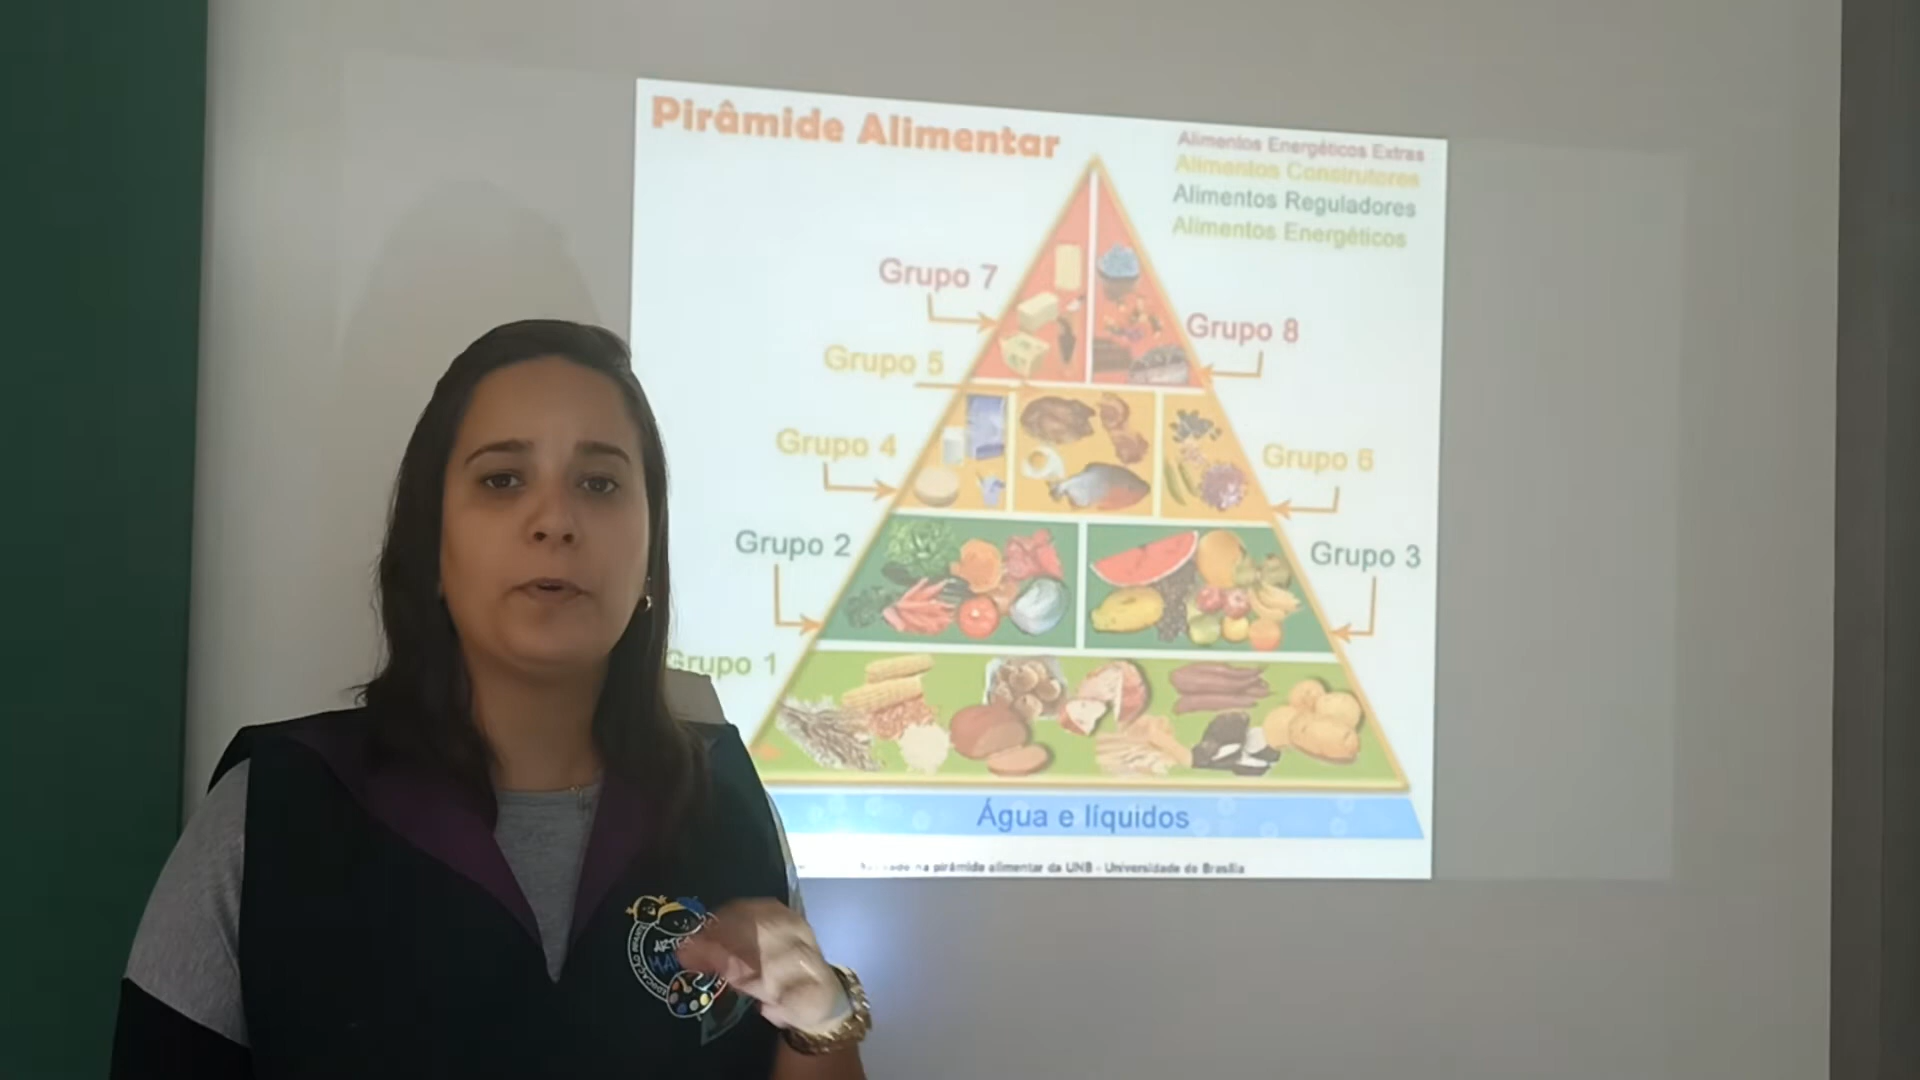 Pirâmide Alimentar
Alimentos Energéticos Extras
Alimentos Construtores
Alimentos Reguladores
Alimentos Energéticos
Grupo 7
Grupo 8
Grupo 5
Grupo 4
Grupo 6
Grupo 2
Grupo 3
Grupo 1
Água e líquidos
na pirâmide alimentar da UNB - Universidade de Brasília